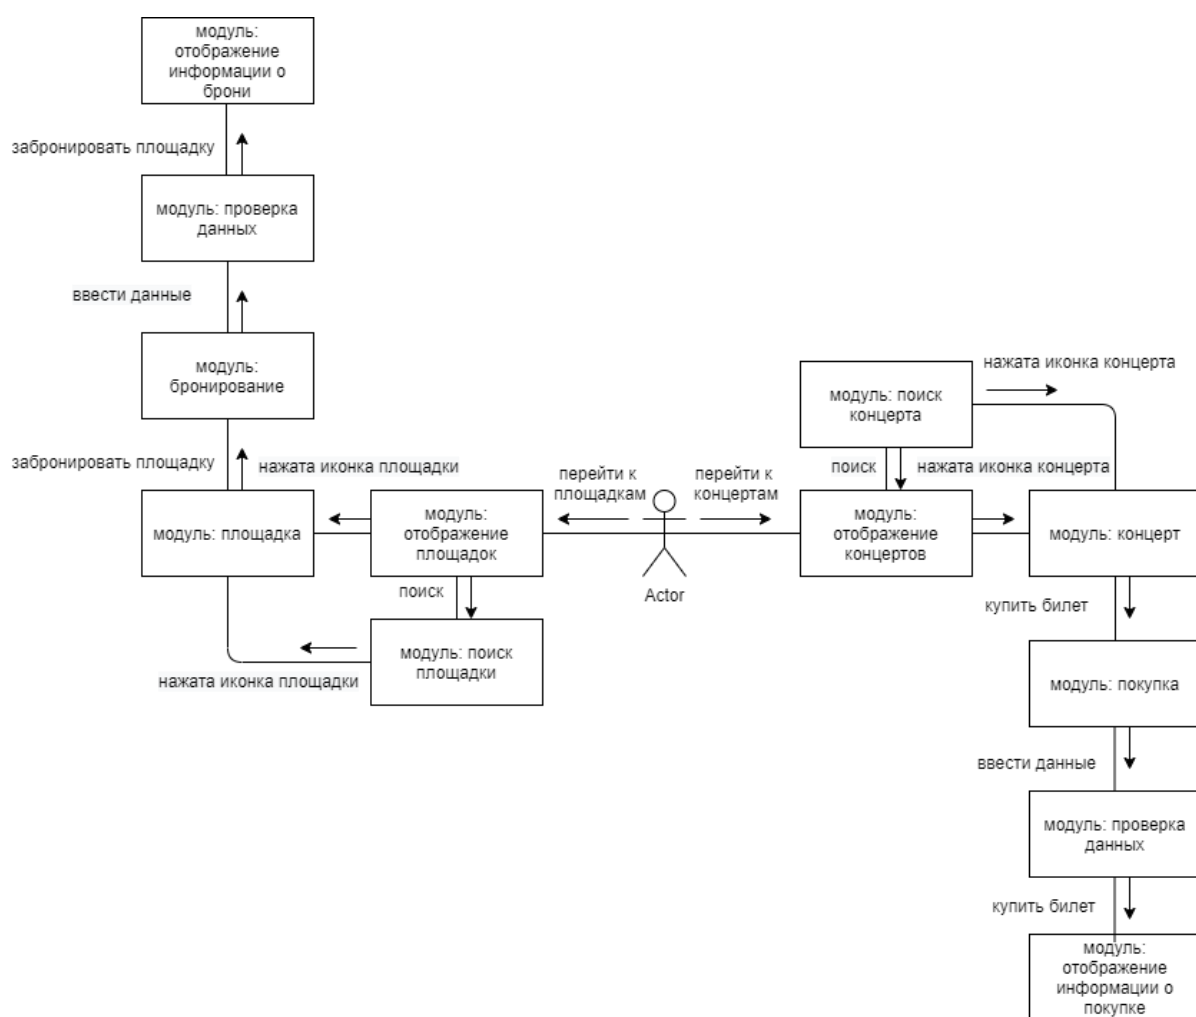 модуль:
отображение
информации о
брони
забронировать площадку
модуль: проверка
данных
ввести данные
модуль:
бронирование
забронировать площадку
нажата иконка площадки
модуль: площадка
модуль:
отображение
площадок
поиск
модуль: поиск
площадки
нажата иконка площадки
перейти к
площадкам
перейти к
концертам
Actor
модуль: поиск
концерта
нажата иконка концерта
поиск
нажата иконка концерта
модуль:
отображение
концертов
модуль: концерт
купить билет
модуль: покупка
ввести данные
модуль: проверка
данных
купить билет
модуль:
отображение
информации о
покупке